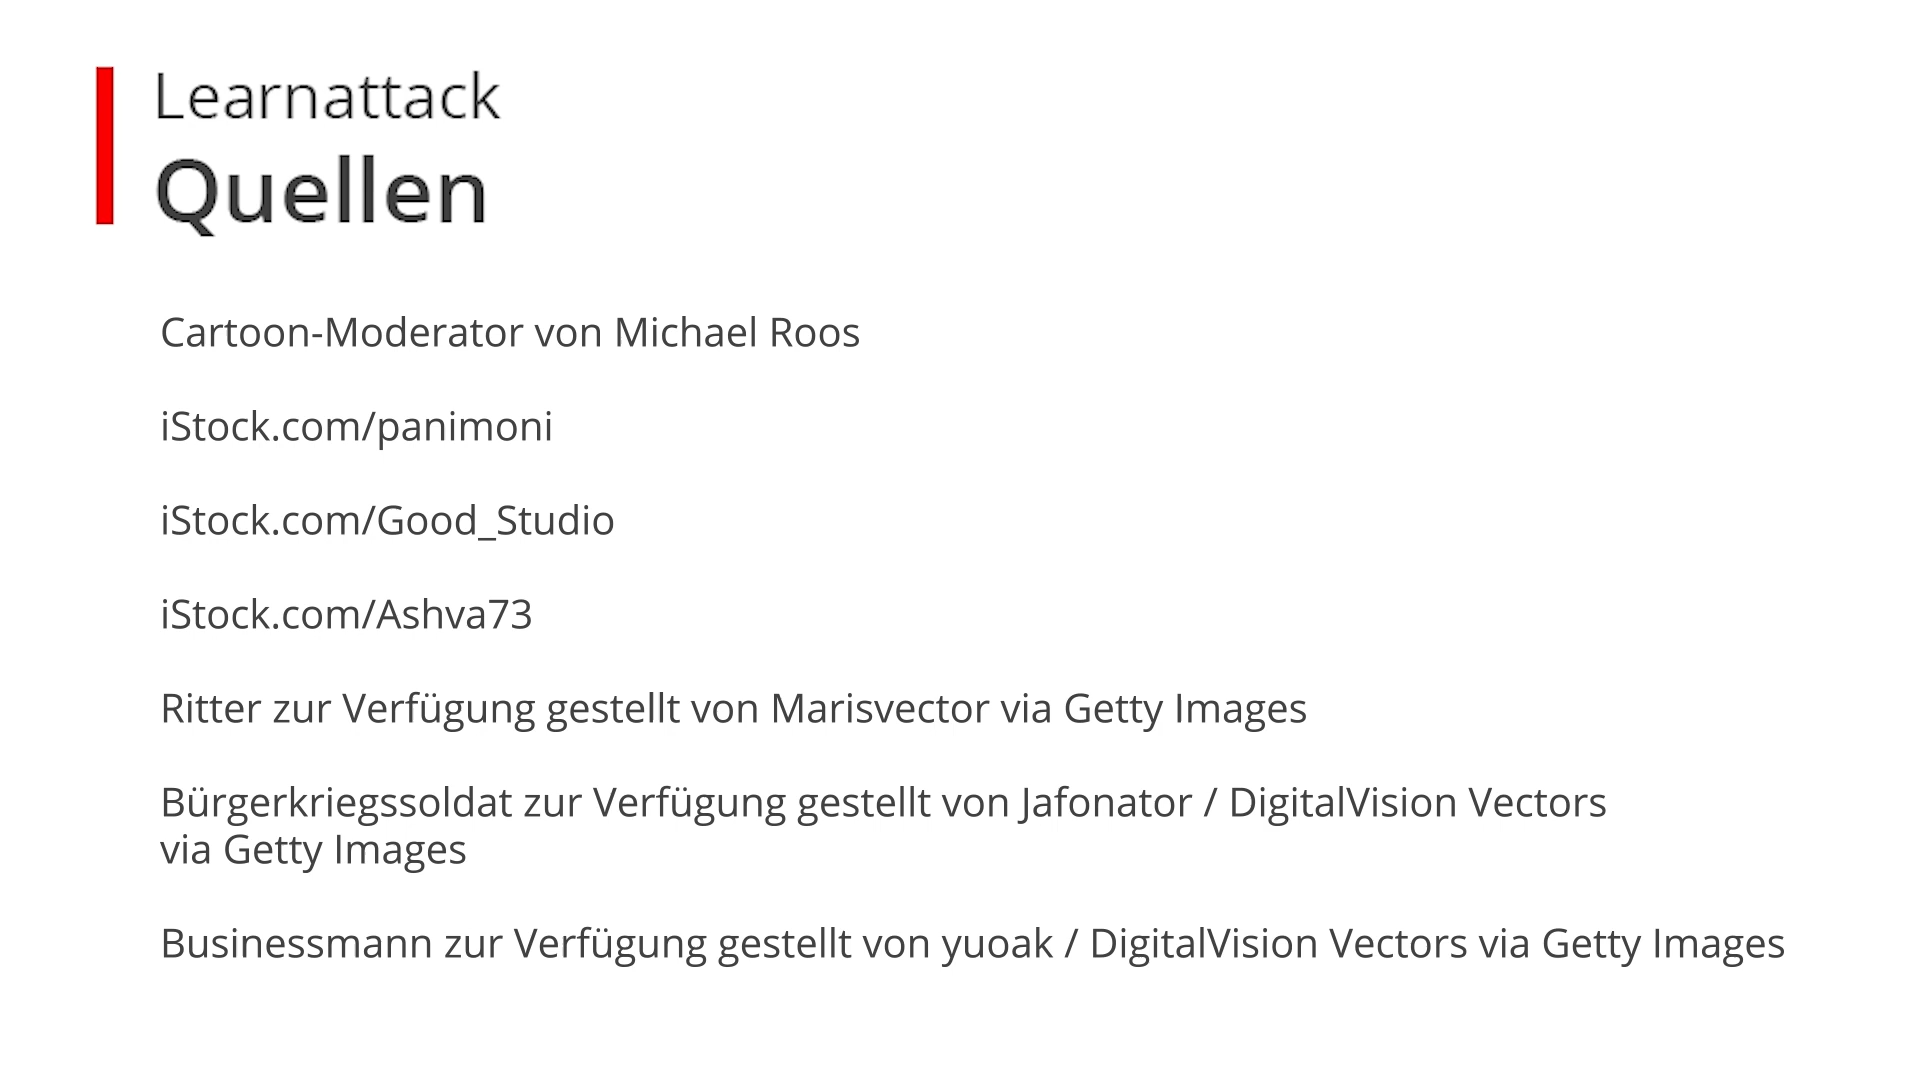 Learnattack
Quellen
Cartoon-Moderator von Michael Roos
iStock.com/panimoni
iStock.com/Good_Studio
iStock.com/Ashva73
Ritter zur Verfügung gestellt von Marisvector via Getty Images
Bürgerkriegssoldat zur Verfügung gestellt von Jafonator / DigitalVision Vectors
via Getty Images
Businessmann zur Verfügung gestellt von yuoak / DigitalVision Vectors via Getty Images